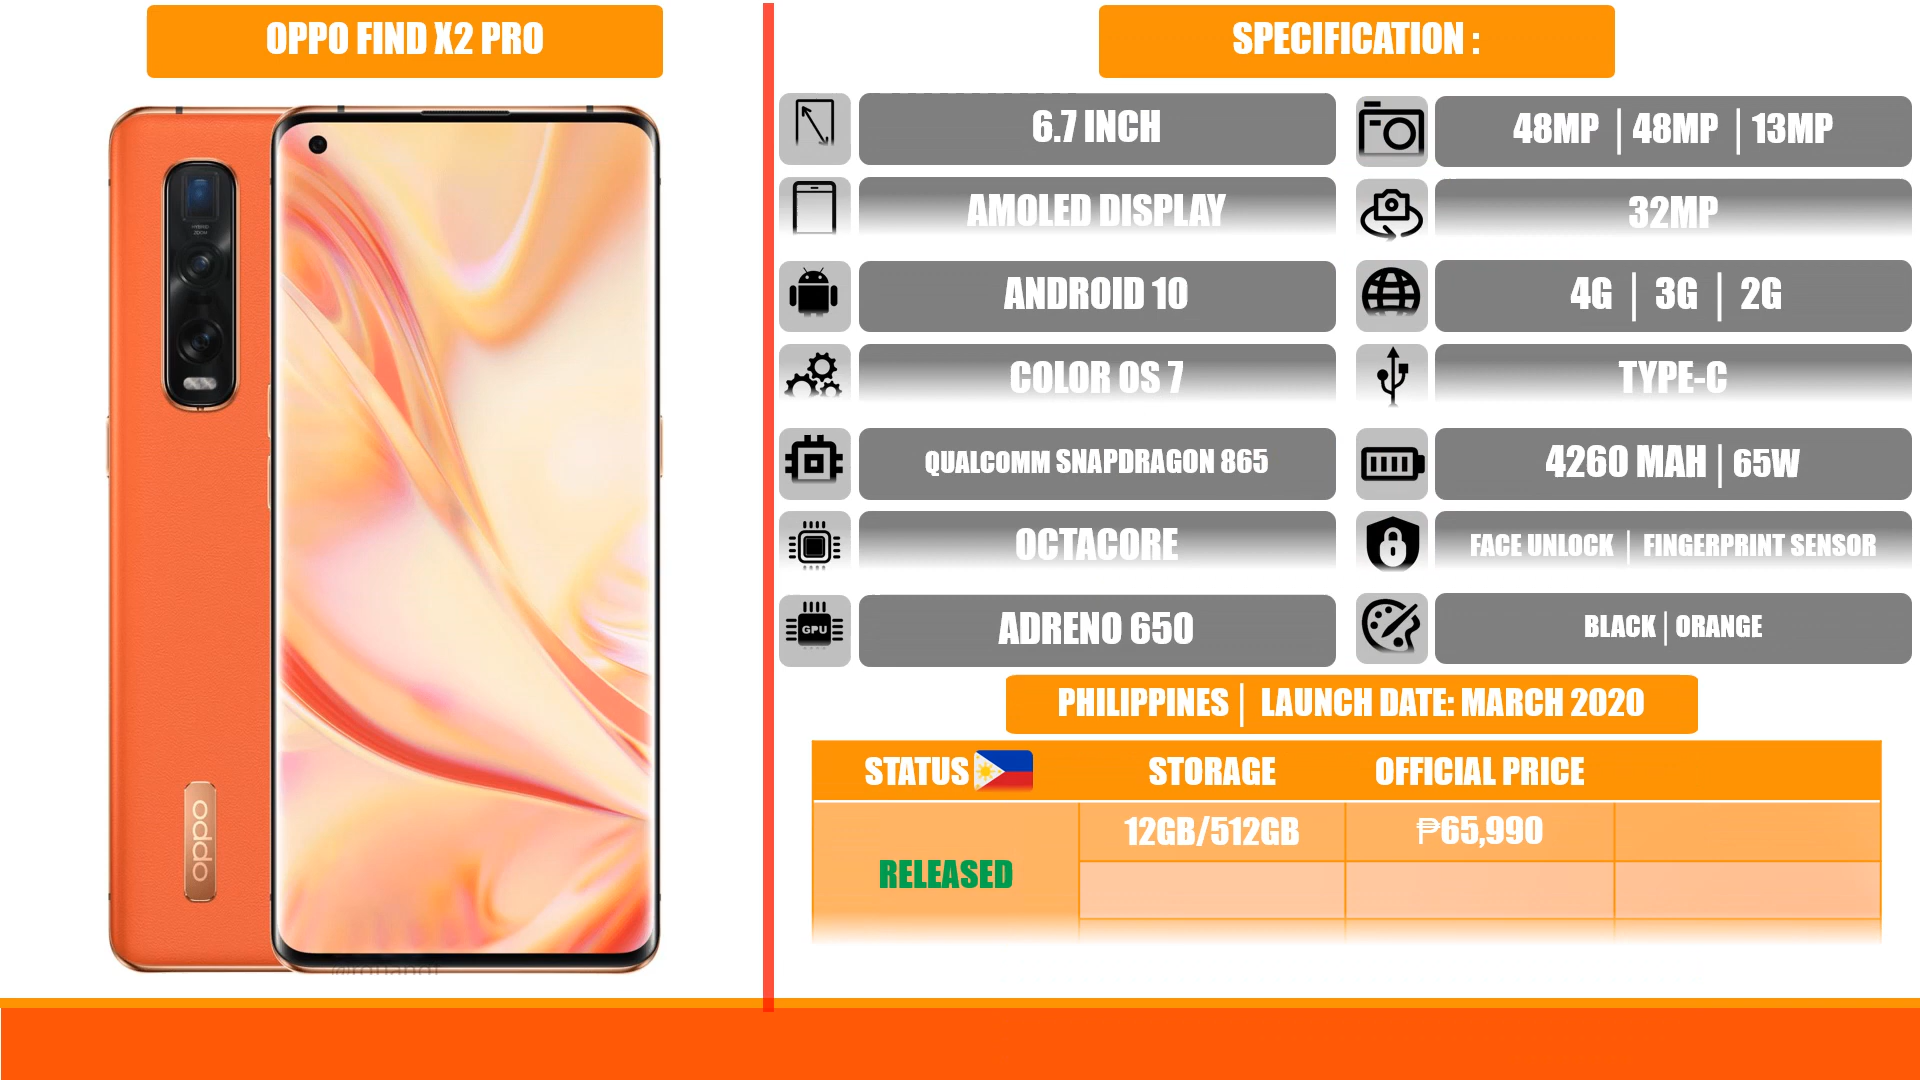 OPPO FIND X2 PRO
HYBRID
ZOOM
oppo
SPECIFICATION :
6.7 INCH
AMOLED DISPLAY
ANDROID 10
COLOR OS 7
QUALCOMM SNAPDRAGON 865
OCTACORE
GPU
ADRENO 650
48MP | 48MP | 13MP
32MP
4G | 3G | 2G
TYPE-C
4260 MAH | 65W
FACE UNLOCK | FINGERPRINT SENSOR
BLACK | ORANGE
PHILIPPINES | LAUNCH DATE: MARCH 2020
STATUS STORAGE OFFICIAL PRICE
12GB/512GB ₱65,990
RELEASED